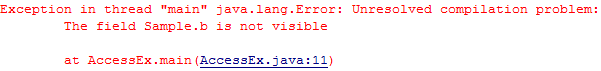 Exception in thread "main" java.lang.Error: Unresolved compilation problem:
The field Sample.b is not visible
at AccessEx.main(AccessEx.java:11)